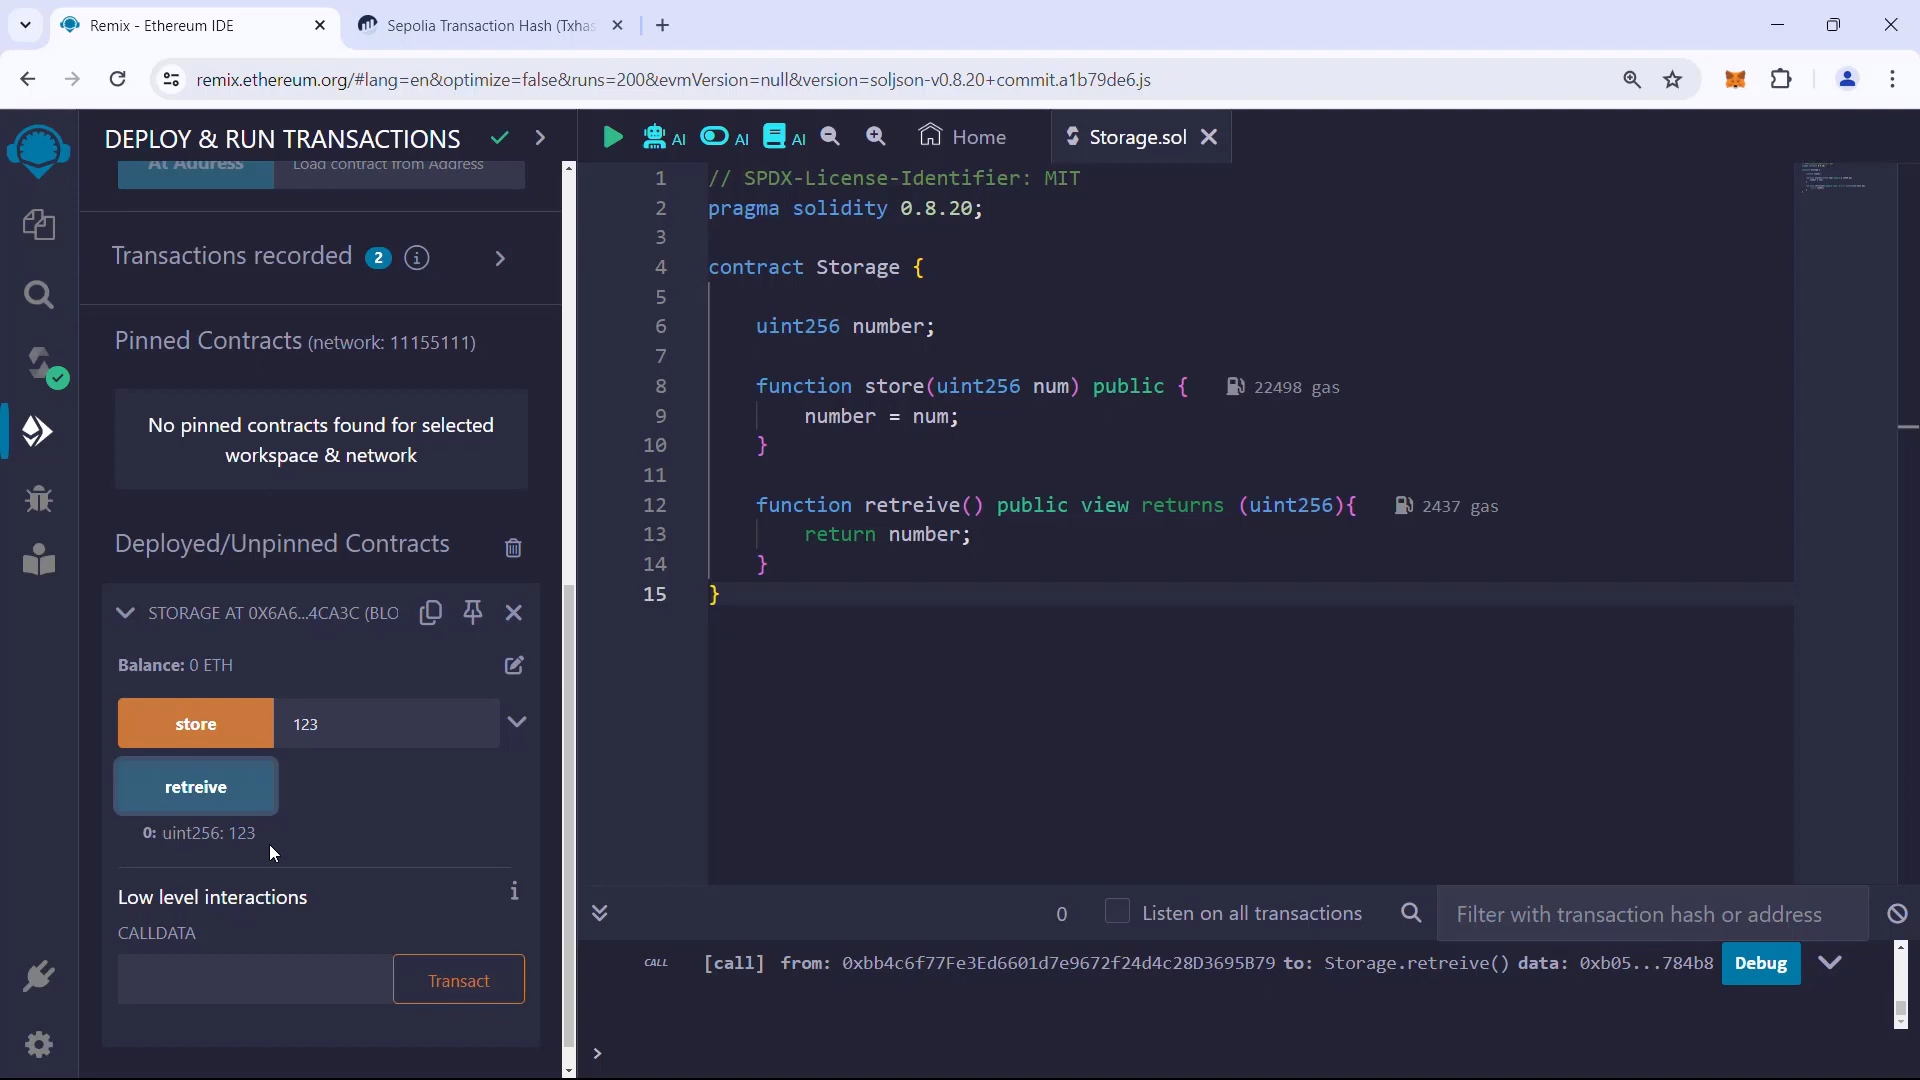 Remix - Ethereum IDE
Sepolia Transaction Hash (Txhas
remix.ethereum.org/#lang=en&optimize=false&runs=200&evmVersion=null&version=soljson-v0.8.20+commit.a1b79de6.js
DEPLOY & RUN TRANSACTIONS
AI
AI
AI
Home
Storage.sol
At Address
Load contract from Address
Transactions recorded 2
Pinned Contracts (network: 11155111)
No pinned contracts found for selected
workspace & network
Deployed/Unpinned Contracts
STORAGE AT 0X6A6...4CA3C (BLO
Balance: 0 ETH
store
123
retreive
0: uint256: 123
Low level interactions
CALLDATA
Transact
1 // SPDX-License-Identifier: MIT
2 pragma solidity 0.8.20;
3
4 contract Storage {
5
6 uint256 number;
7
8 function store(uint256 num) public { 22498 gas
9 number = num;
10 }
11
12 function retreive() public view returns (uint256){ 2437 gas
13 return number;
14 }
15 }
0
Listen on all transactions
Filter with transaction hash or address
CALL [call] from: 0xbb4c6f77Fe3Ed6601d7e9672f24d4c28D3695B79 to: Storage.retreive() data: 0xb05...784b8
Debug
>